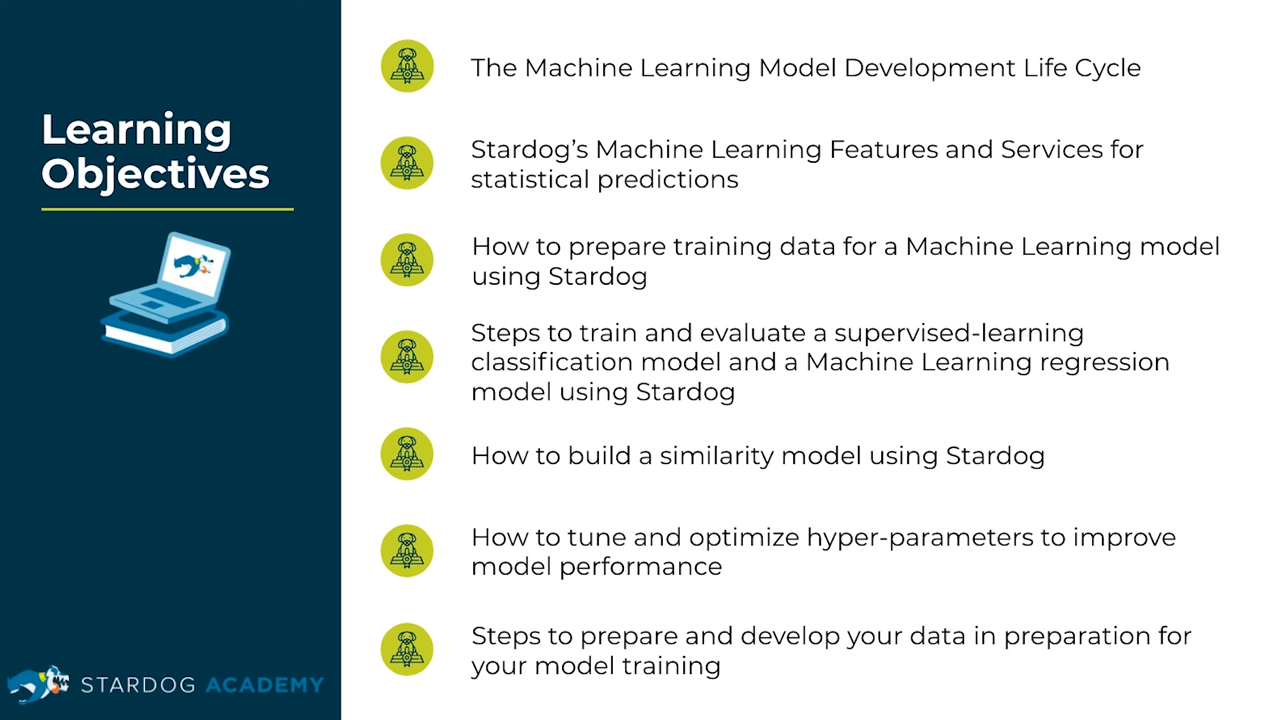 Learning
Objectives
The Machine Learning Model Development Life Cycle
Stardog’s Machine Learning Features and Services for
statistical predictions
How to prepare training data for a Machine Learning model
using Stardog
Steps to train and evaluate a supervised-learning
classification model and a Machine Learning regression
model using Stardog
How to build a similarity model using Stardog
How to tune and optimize hyper-parameters to improve
model performance
Steps to prepare and develop your data in preparation for
your model training
STARDOG ACADEMY